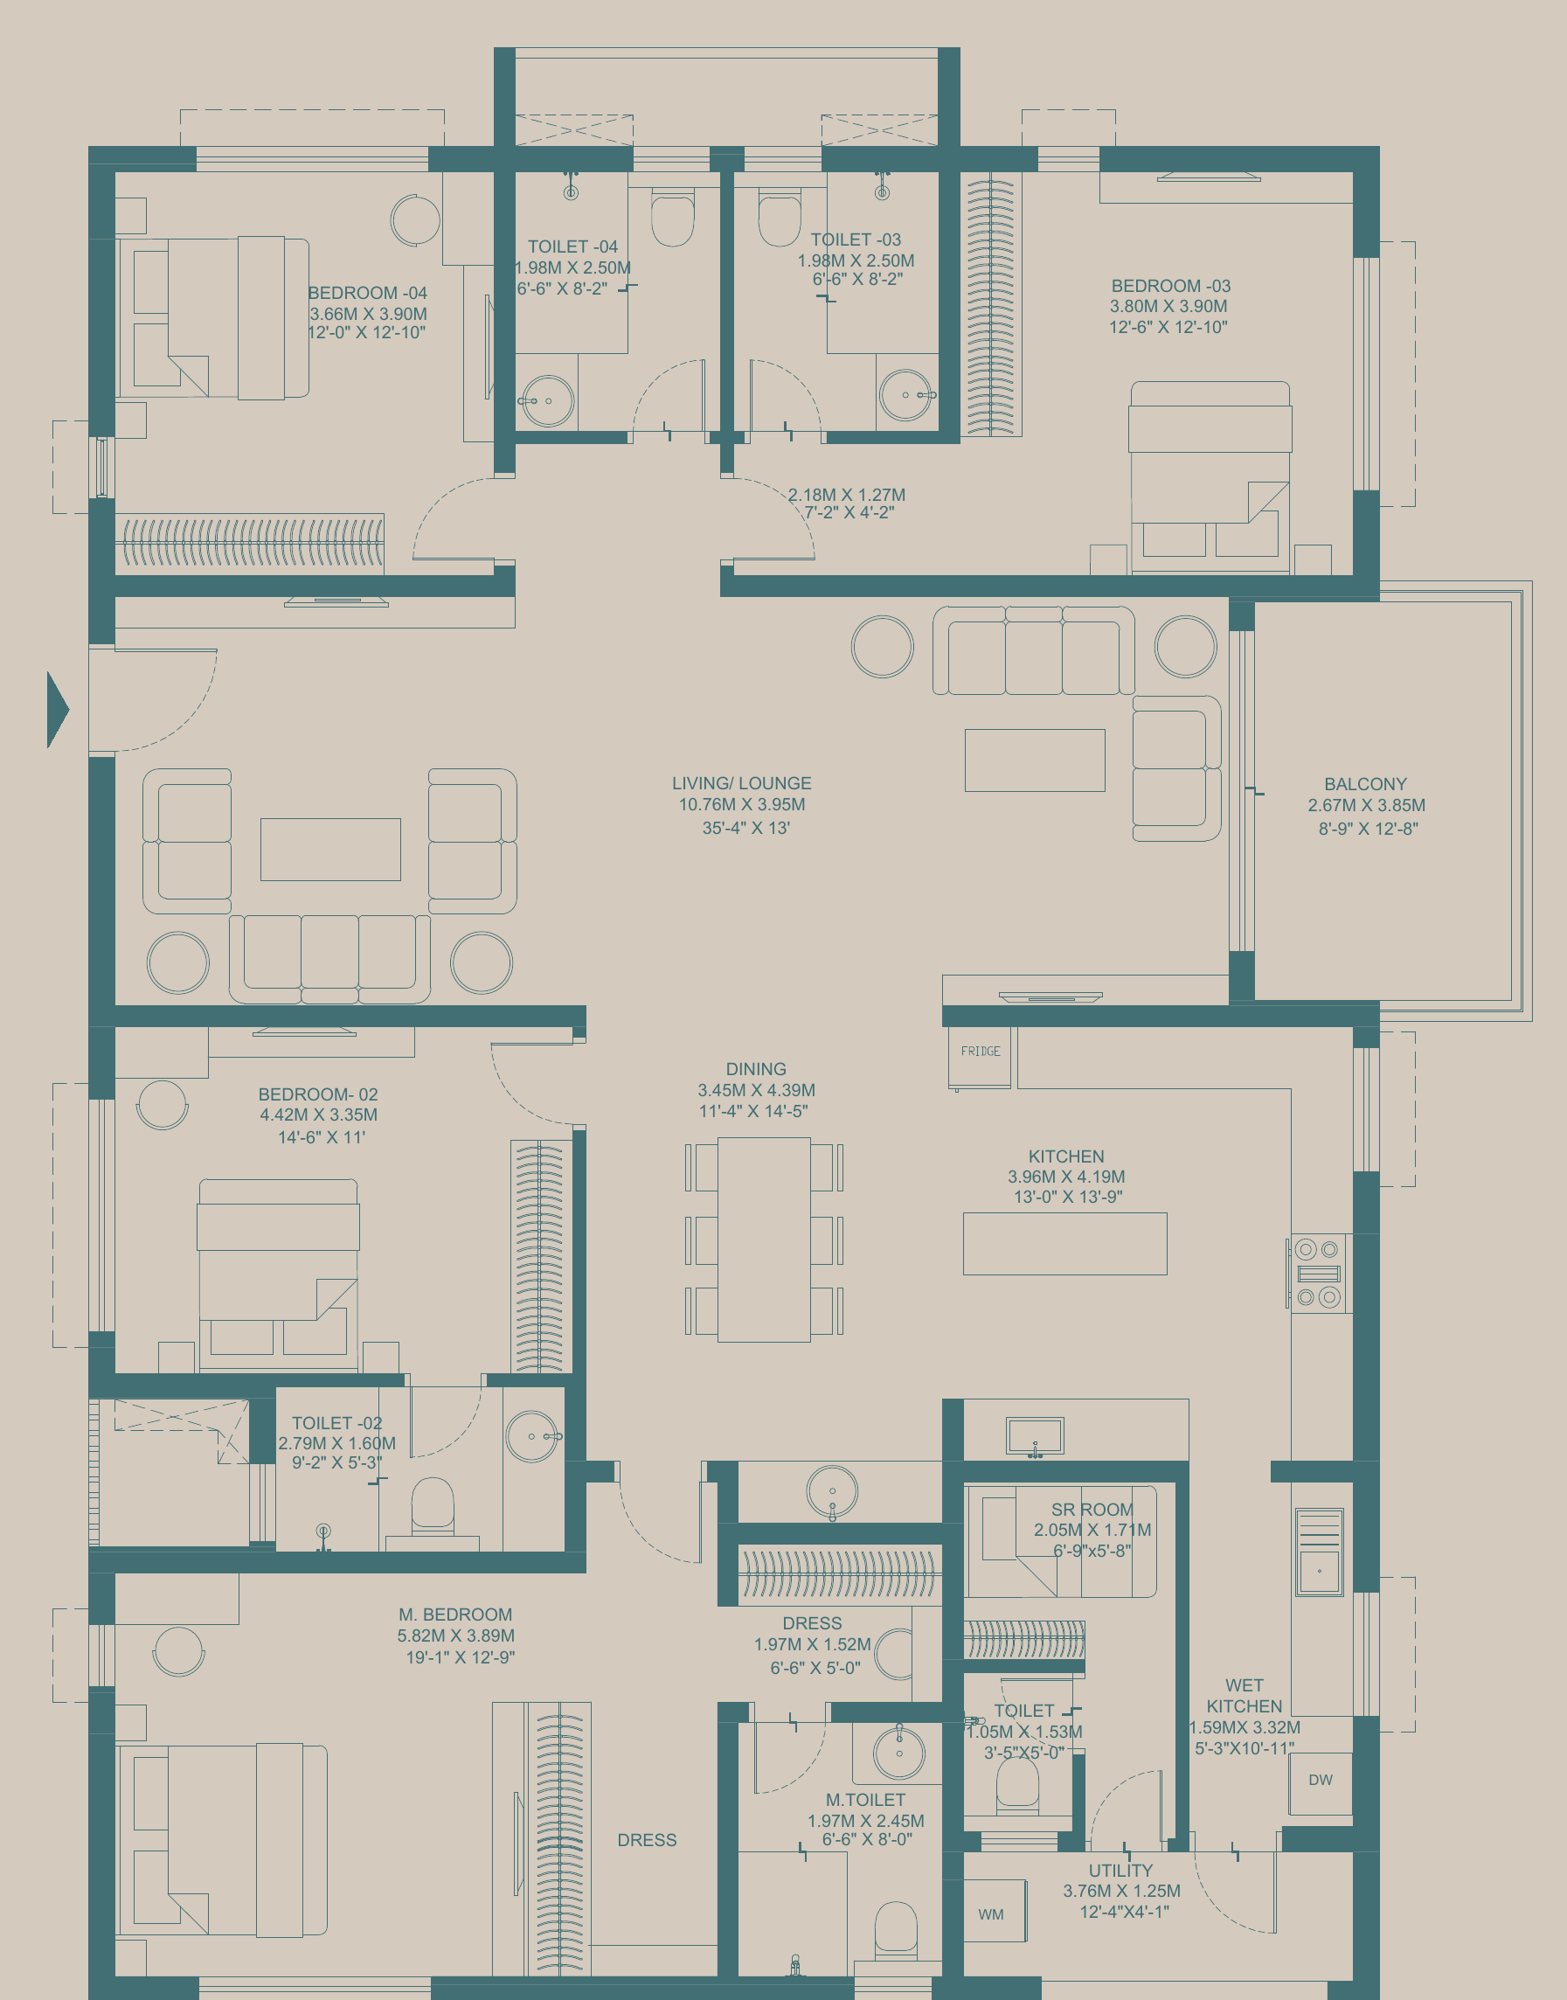 TOILET -04
1.98M X 2.50M
6'-6" X 8'-2"
TOILET -03
1.98M X 2.50M
6'-6" X 8'-2"
BEDROOM -04
3.66M X 3.90M
12'-0" X 12'-10"
BEDROOM -03
3.80M X 3.90M
12'-6" X 12'-10"
2.18M X 1.27M
7'-2" X 4'-2"
LIVING/ LOUNGE
10.76M X 3.95M
35'-4" X 13'
BALCONY
2.67M X 3.85M
8'-9" X 12'-8"
FRIDGE
DINING
3.45M X 4.39M
11'-4" X 14'-5"
BEDROOM- 02
4.42M X 3.35M
14'-6" X 11'
KITCHEN
3.96M X 4.19M
13'-0" X 13'-9"
TOILET -02
2.79M X 1.60M
9'-2" X 5'-3"
SR ROOM
2.05M X 1.71M
6'-9"x5'-8"
M. BEDROOM
5.82M X 3.89M
19'-1" X 12'-9"
DRESS
1.97M X 1.52M
6'-6" X 5'-0"
TOILET
1.05M X 1.53M
3'-5"X5'-0"
WET
KITCHEN
1.59MX 3.32M
5'-3"X10'-11"
DW
M.TOILET
1.97M X 2.45M
6'-6" X 8'-0"
DRESS
UTILITY
3.76M X 1.25M
12'-4"X4'-1"
WM